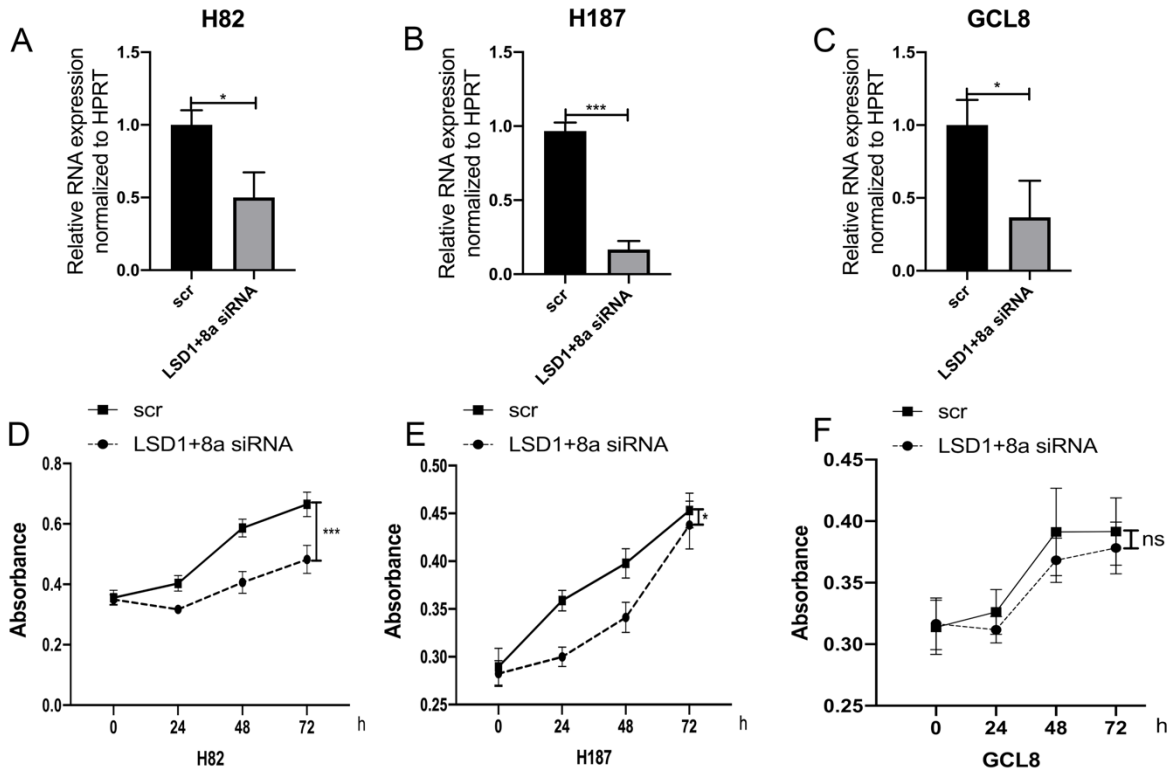 H82
H187
GCL8
A
B
C
Relative RNA expression
normalized to HPRT
1.5
1.0
0.5
0.0
*
scr
LSD1+8a siRNA
Relative RNA expression
normalized to HPRT
1.5
1.0
0.5
0.0
***
scr
LSD1+8a siRNA
Relative RNA expression
normalized to HPRT
1.5
1.0
0.5
0.0
*
scr
LSD1+8a siRNA
D
scr
LSD1+8a siRNA
Absorbance
0.8
0.6
0.4
0.2
0.0
***
0 24 48 72 h
H82
E
scr
LSD1+8a siRNA
Absorbance
0.50
0.45
0.40
0.35
0.30
0.25
*
0 24 48 72 h
H187
F
scr
LSD1+8a siRNA
Absorbance
0.45
0.40
0.35
0.30
0.25
ns
0 24 48 72 h
GCL8